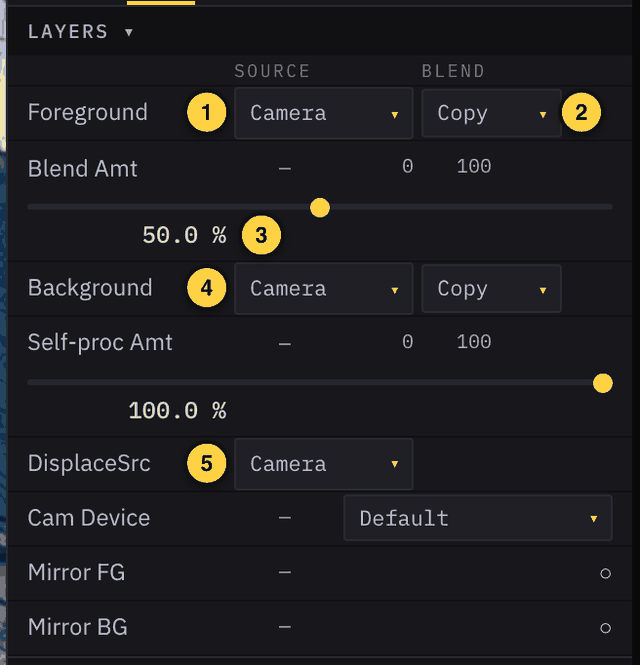 LAYERS ▼
SOURCE BLEND
Foreground 1 Camera ▼ Copy ▼ 2
Blend Amt – 0 100
50.0 % 3
Background 4 Camera ▼ Copy ▼
Self-proc Amt – 0 100
100.0 %
DisplaceSrc 5 Camera ▼
Cam Device – Default ▼
Mirror FG –
Mirror BG –